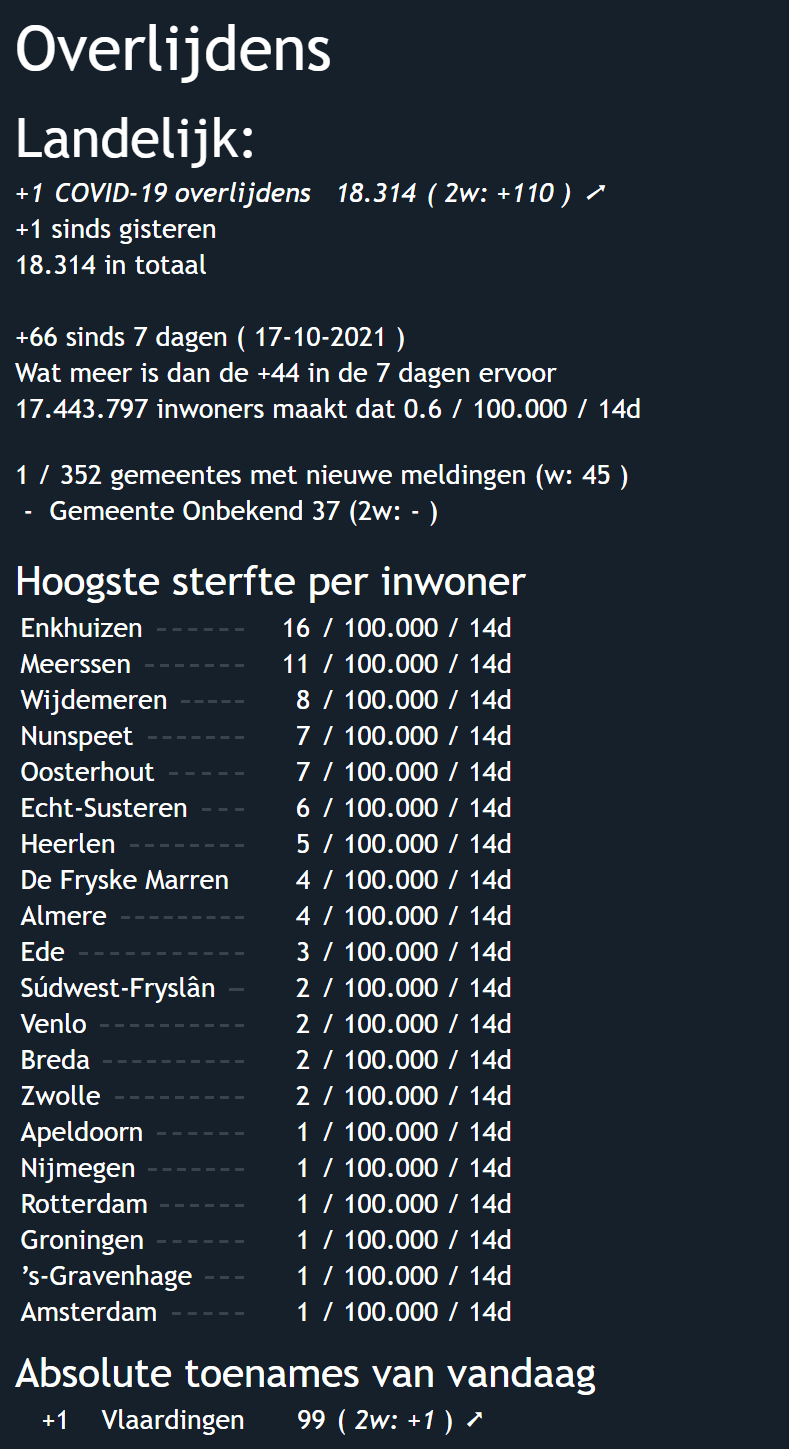 Overlijdens
Landelijk:
+1 COVID-19 overlijdens 18.314 ( 2w: +110 ) ➚
+1 sinds gisteren
18.314 in totaal
+66 sinds 7 dagen ( 17-10-2021 )
Wat meer is dan de +44 in de 7 dagen ervoor
17.443.797 inwoners maakt dat 0.6 / 100.000 / 14d
1 / 352 gemeentes met nieuwe meldingen (w: 45 )
- Gemeente Onbekend 37 (2w: - )
Hoogste sterfte per inwoner
Enkhuizen ------ 16 / 100.000 / 14d
Meerssen ------- 11 / 100.000 / 14d
Wijdemeren ----- 8 / 100.000 / 14d
Nunspeet ------- 7 / 100.000 / 14d
Oosterhout ----- 7 / 100.000 / 14d
Echt-Susteren --- 6 / 100.000 / 14d
Heerlen -------- 5 / 100.000 / 14d
De Fryske Marren 4 / 100.000 / 14d
Almere --------- 4 / 100.000 / 14d
Ede ------------ 3 / 100.000 / 14d
Súdwest-Fryslân - 2 / 100.000 / 14d
Venlo ---------- 2 / 100.000 / 14d
Breda ---------- 2 / 100.000 / 14d
Zwolle --------- 2 / 100.000 / 14d
Apeldoorn ------ 1 / 100.000 / 14d
Nijmegen ------- 1 / 100.000 / 14d
Rotterdam ------ 1 / 100.000 / 14d
Groningen ------ 1 / 100.000 / 14d
’s-Gravenhage --- 1 / 100.000 / 14d
Amsterdam ----- 1 / 100.000 / 14d
Absolute toenames van vandaag
+1 Vlaardingen 99 ( 2w: +1 ) ➚